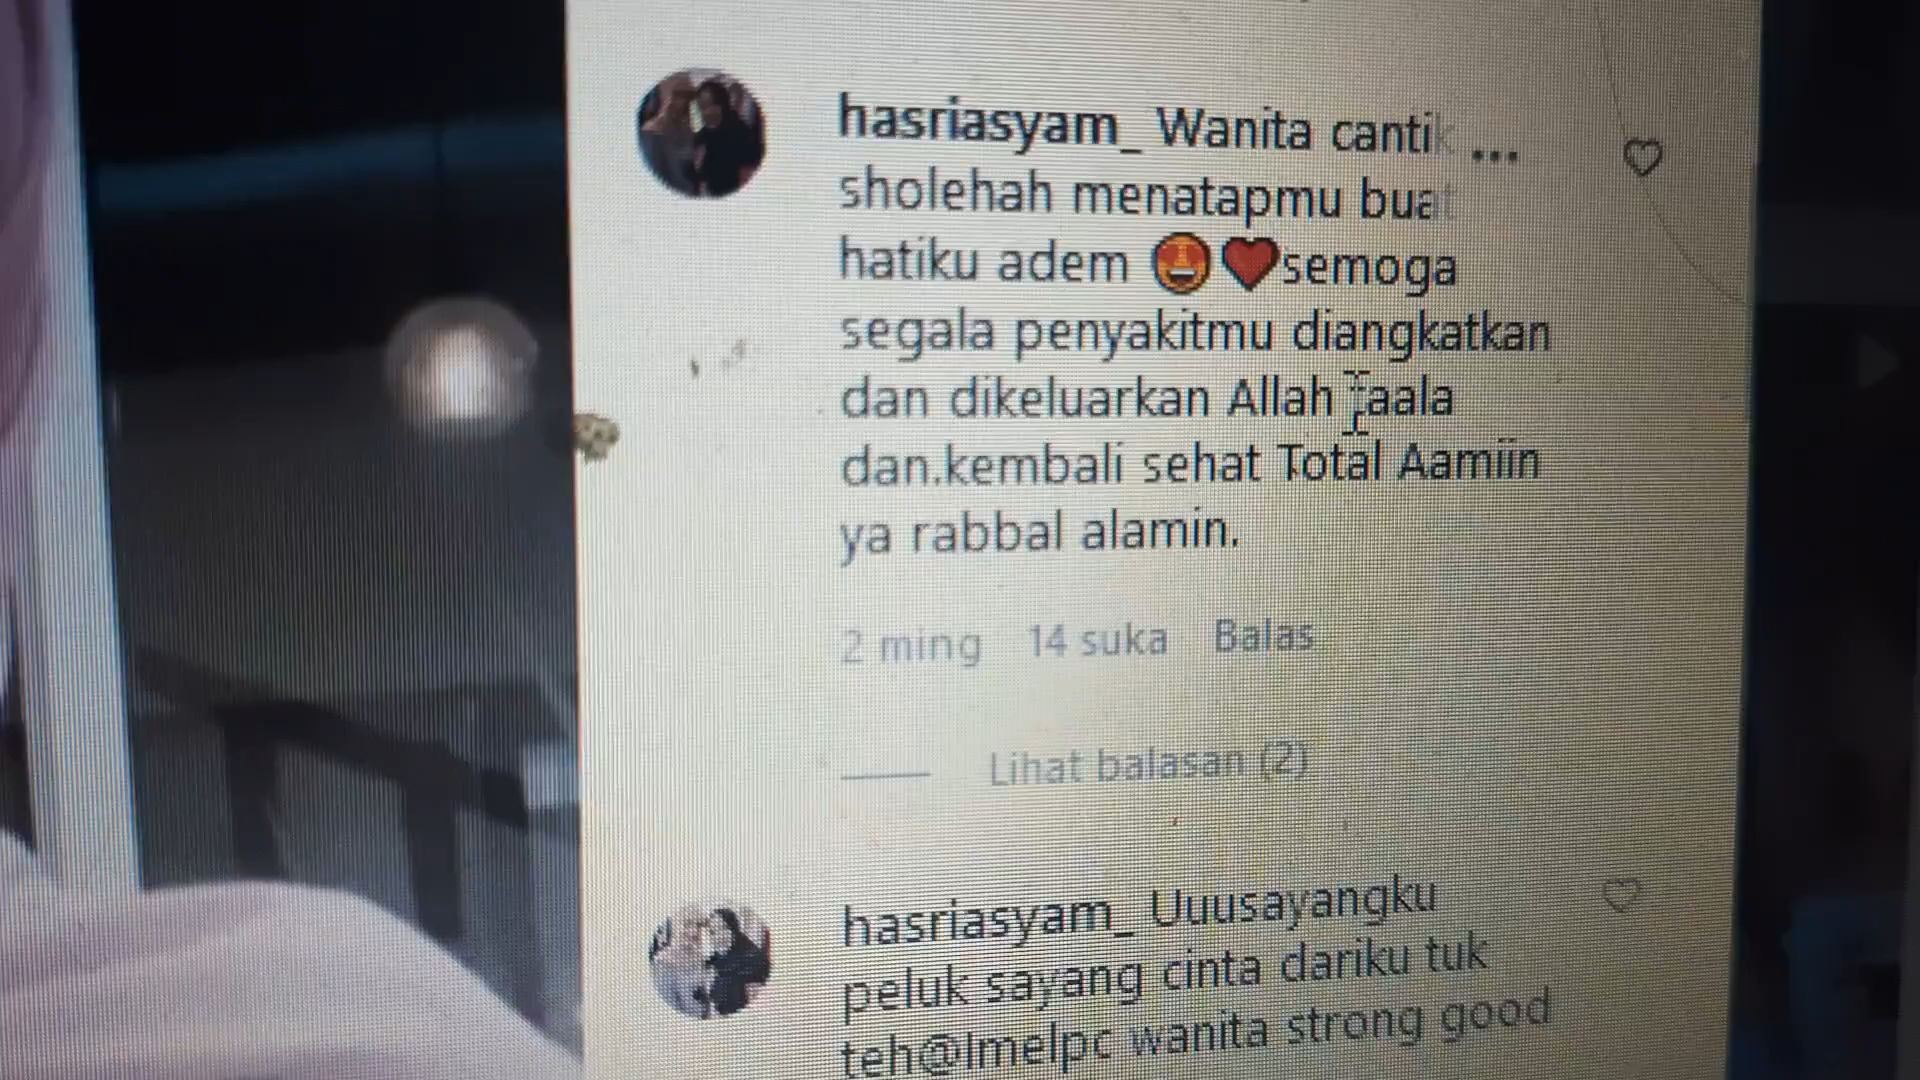 hasriasyam_ Wanita cantik ...
sholehah menatapmu buat
hatiku adem 🤩❤️semoga
segala penyakitmu diangkatkan
dan dikeluarkan Allah Taala
dan.kembali sehat Total Aamiin
ya rabbal alamin.
2 ming 14 suka Balas
Lihat balasan (2)
hasriasyam_ Uuusayangku
peluk sayang cinta dariku tuk
teh@lmelpc wanita strong good